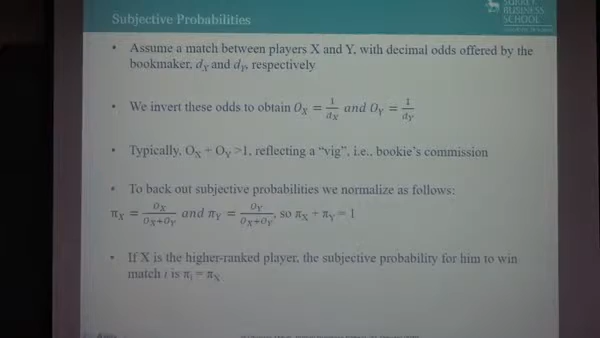 Subjective Probabilities
SURREY
BUSINESS
SCHOOL
• Assume a match between players X and Y, with decimal odds offered by the
bookmaker, dX and dY, respectively
• We invert these odds to obtain OX = 1/dX and OY = 1/dY
• Typically, OX + OY >1, reflecting a “vig”, i.e., bookie’s commission
• To back out subjective probabilities we normalize as follows:
πX = OX/OX+OY and πY = OY/OX+OY, so πX + πY = 1
• If X is the higher-ranked player, the subjective probability for him to win
match i is πi = πX